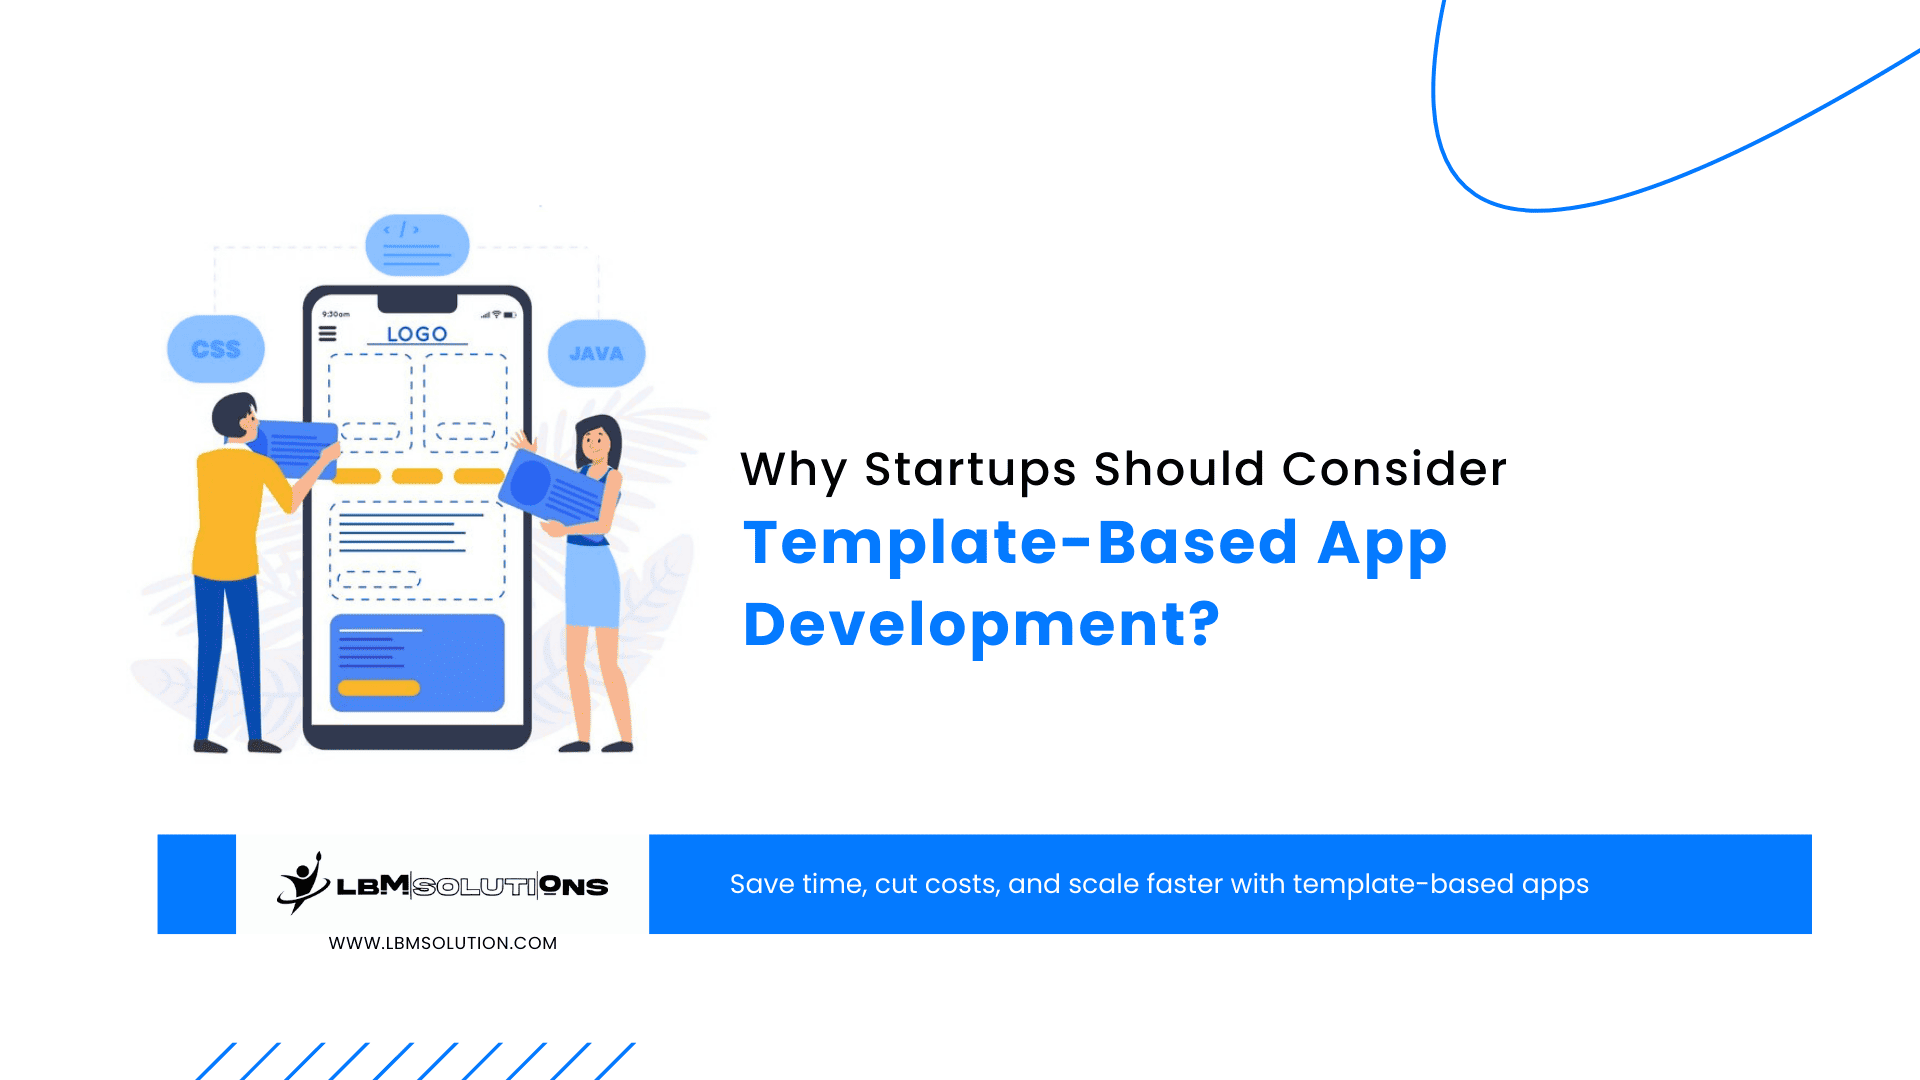 </>
CSS
JAVA
9:30am
LOGO
Why Startups Should Consider
Template-Based App
Development?
LBMSOLUTIONS
Save time, cut costs, and scale faster with template-based apps
WWW.LBMSOLUTION.COM